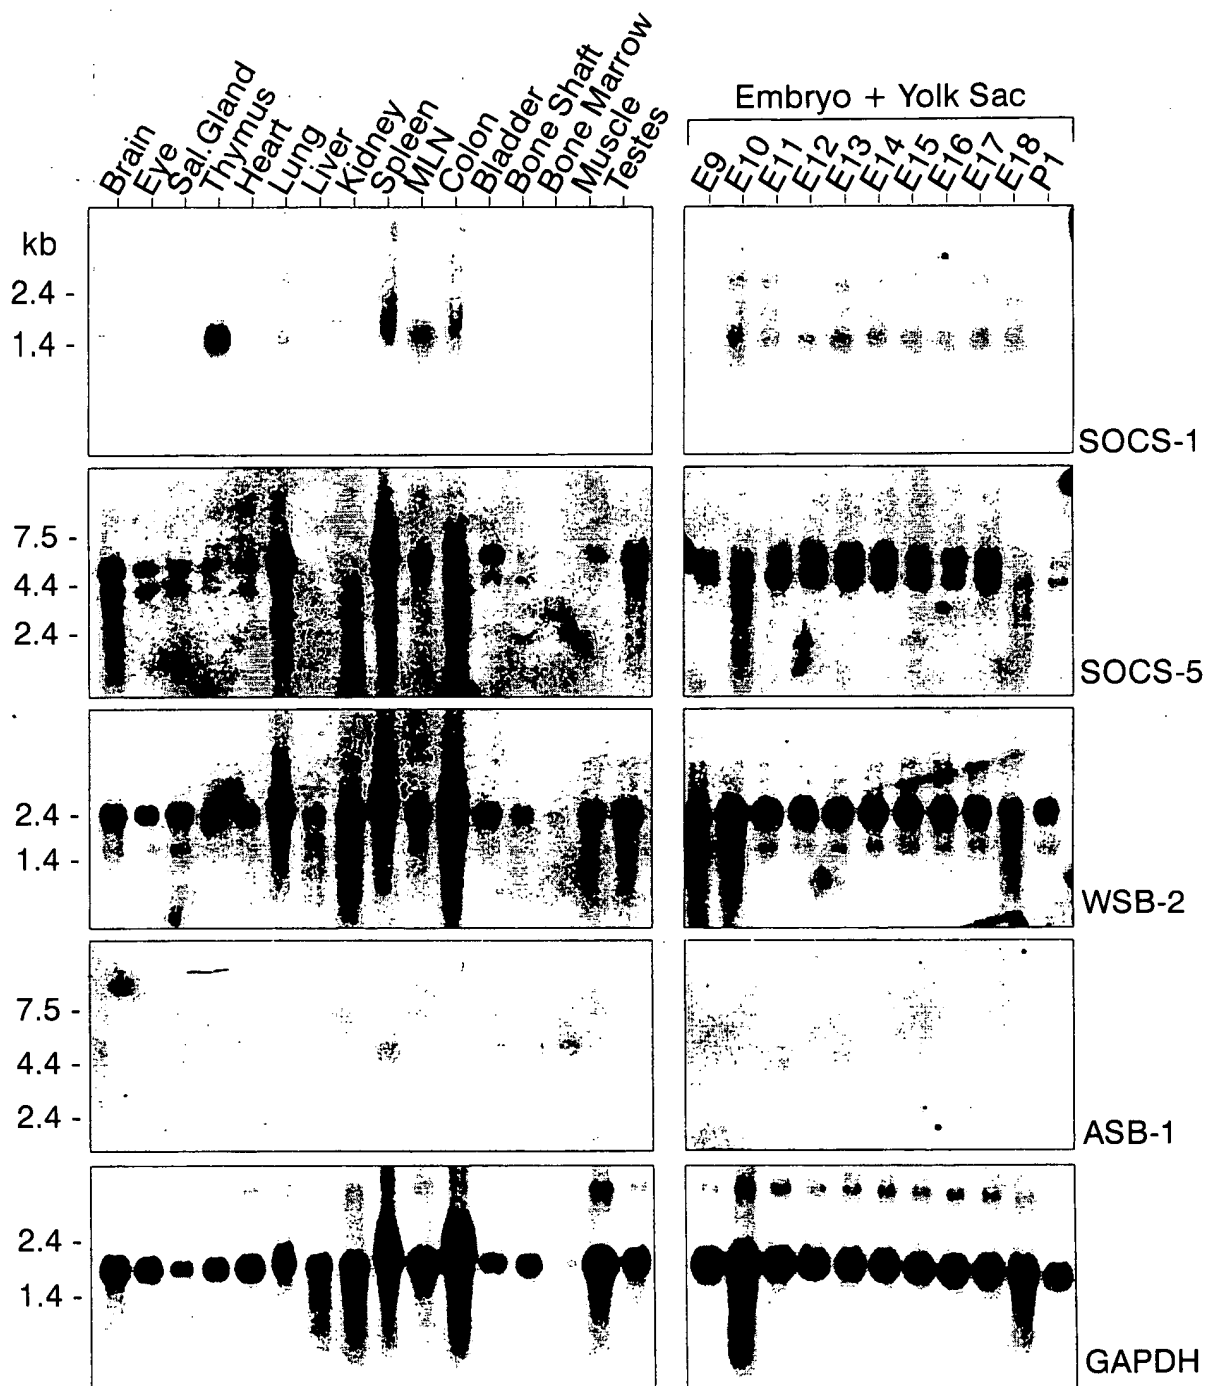 Brain
Eye
Sal.Gland
Thymus
Heart
Lung
Liver
Kidney
Spleen
MLN
Colon
Bladder
Bone Shaft
Bone Marrow
Muscle
Testes
Embryo + Yolk Sac
E9
E10
E11
E12
E13
E14
E15
E16
E17
E18
P1
kb
2.4 -
1.4 -
SOCS-1
7.5 -
4.4 -
2.4 -
SOCS-5
2.4 -
1.4 -
WSB-2
7.5 -
4.4 -
2.4 -
ASB-1
2.4 -
1.4 -
GAPDH